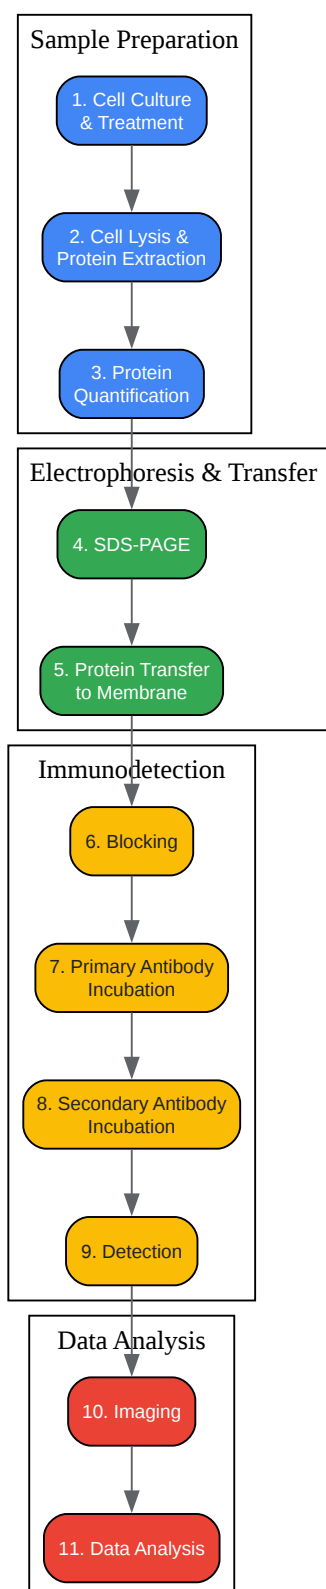 Sample Preparation
1. Cell Culture
& Treatment
2. Cell Lysis &
Protein Extraction
3. Protein
Quantification
Electrophoresis & Transfer
4. SDS-PAGE
5. Protein Transfer
to Membrane
Immunodetection
6. Blocking
7. Primary Antibody
Incubation
8. Secondary Antibody
Incubation
9. Detection
Data Analysis
10. Imaging
11. Data Analysis